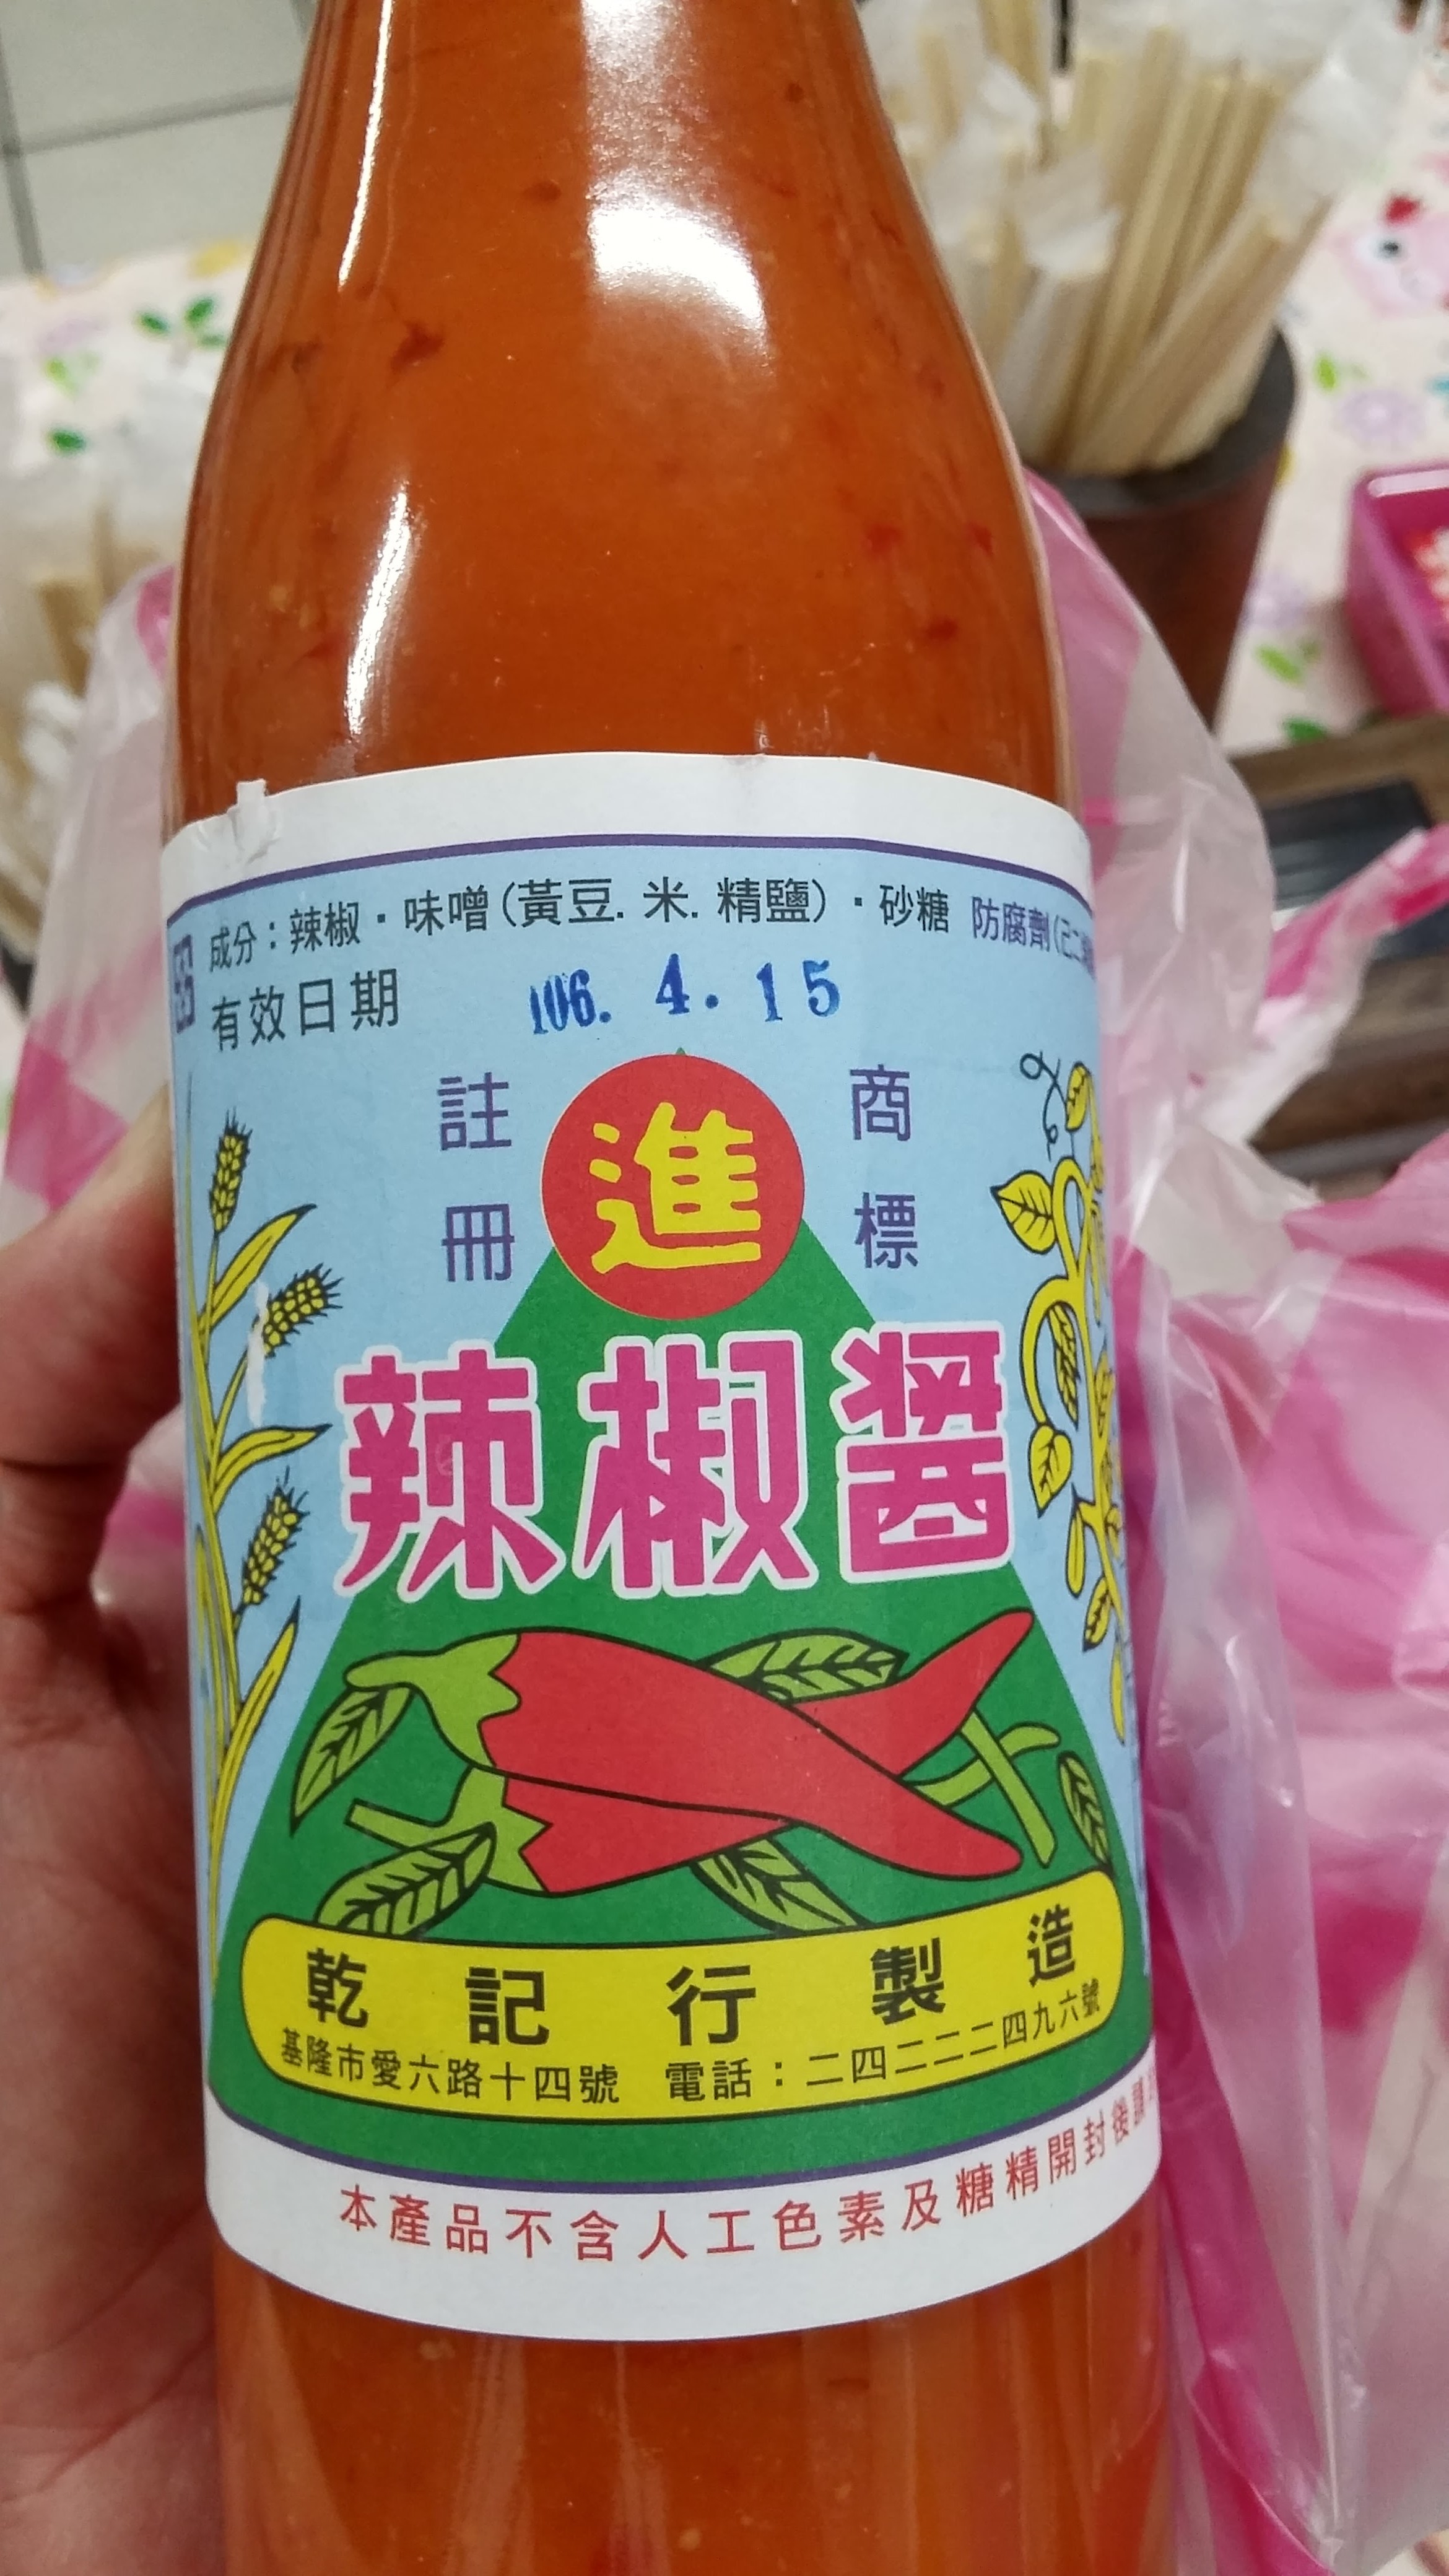 成分：辣椒．味噌(黃豆.米.精鹽)．砂糖 防腐劑(己二
有效日期 106. 4. 15
註冊 商標
進
辣椒醬
乾記行製造
基隆市愛六路十四號 電話：二四二二二四九六號
本產品不含人工色素及糖精開封後請